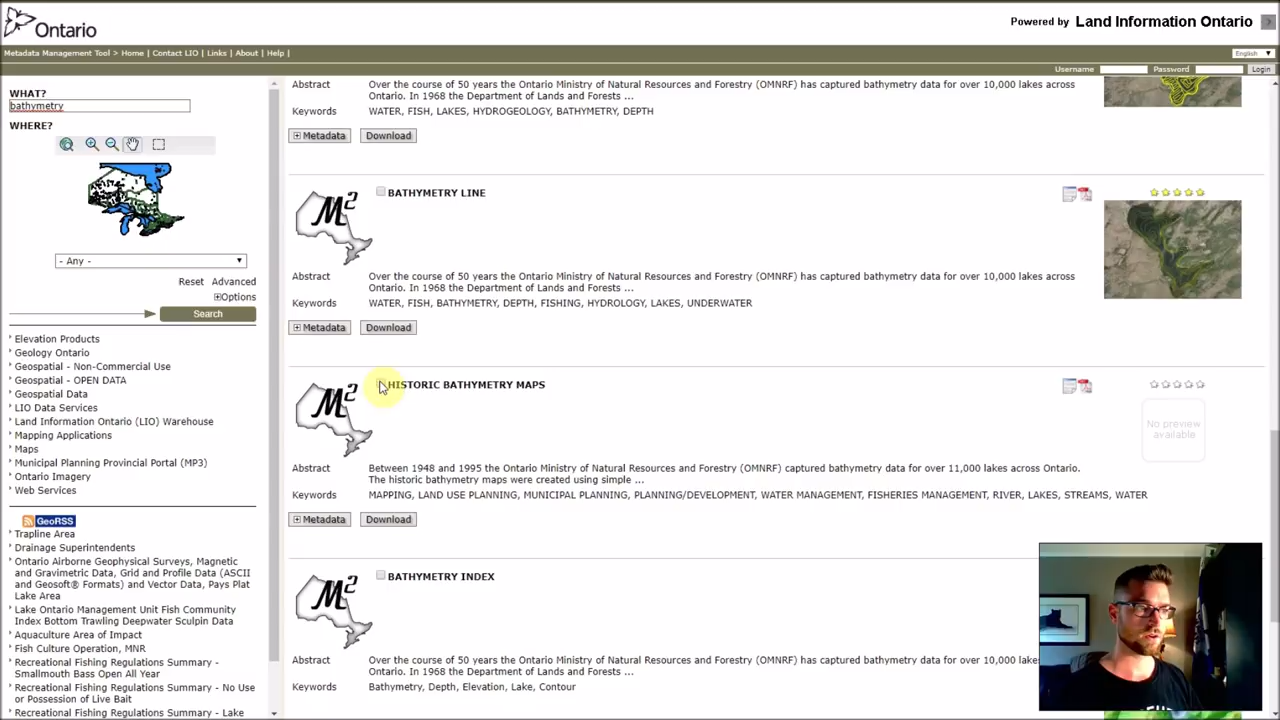 Ontario
Powered by Land Information Ontario
Metadata Management Tool > Home | Contact LIO | Links | About | Help |
English
Username Password Login
WHAT?
bathymetry
WHERE?
- Any -
Reset Advanced
Options
Search
Elevation Products
Geology Ontario
Geospatial - Non-Commercial Use
Geospatial - OPEN DATA
Geospatial Data
LIO Data Services
Land Information Ontario (LIO) Warehouse
Mapping Applications
Maps
Municipal Planning Provincial Portal (MP3)
Ontario Imagery
Web Services
GeoRSS
Trapline Area
Drainage Superintendents
Ontario Airborne Geophysical Surveys, Magnetic
and Gravimetric Data, Grid and Profile Data (ASCII
and Geosoft® Formats) and Vector Data, Pays Plat
Lake Area
Lake Ontario Management Unit Fish Community
Index Bottom Trawling Deepwater Sculpin Data
Aquaculture Area of Impact
Fish Culture Operation, MNR
Recreational Fishing Regulations Summary -
Smallmouth Bass Open All Year
Recreational Fishing Regulations Summary - No Use
or Possession of Live Bait
Recreational Fishing Regulations Summary - Lake
Abstract Over the course of 50 years the Ontario Ministry of Natural Resources and Forestry (OMNRF) has captured bathymetry data for over 10,000 lakes across
Ontario. In 1968 the Department of Lands and Forests ...
Keywords WATER, FISH, LAKES, HYDROGEOLOGY, BATHYMETRY, DEPTH
Metadata Download
M2
BATHYMETRY LINE
Abstract Over the course of 50 years the Ontario Ministry of Natural Resources and Forestry (OMNRF) has captured bathymetry data for over 10,000 lakes across
Ontario. In 1968 the Department of Lands and Forests ...
Keywords WATER, FISH, BATHYMETRY, DEPTH, FISHING, HYDROLOGY, LAKES, UNDERWATER
Metadata Download
M2
HISTORIC BATHYMETRY MAPS
No preview
available
Abstract Between 1948 and 1995 the Ontario Ministry of Natural Resources and Forestry (OMNRF) captured bathymetry data for over 11,000 lakes across Ontario.
The historic bathymetry maps were created using simple ...
Keywords MAPPING, LAND USE PLANNING, MUNICIPAL PLANNING, PLANNING/DEVELOPMENT, WATER MANAGEMENT, FISHERIES MANAGEMENT, RIVER, LAKES, STREAMS, WATER
Metadata Download
M2
BATHYMETRY INDEX
Abstract Over the course of 50 years the Ontario Ministry of Natural Resources and Forestry (OMNRF) has captured bathymetry data for over 10,000 lakes
Ontario. In 1968 the Department of Lands and Forests ...
Keywords Bathymetry, Depth, Elevation, Lake, Contour